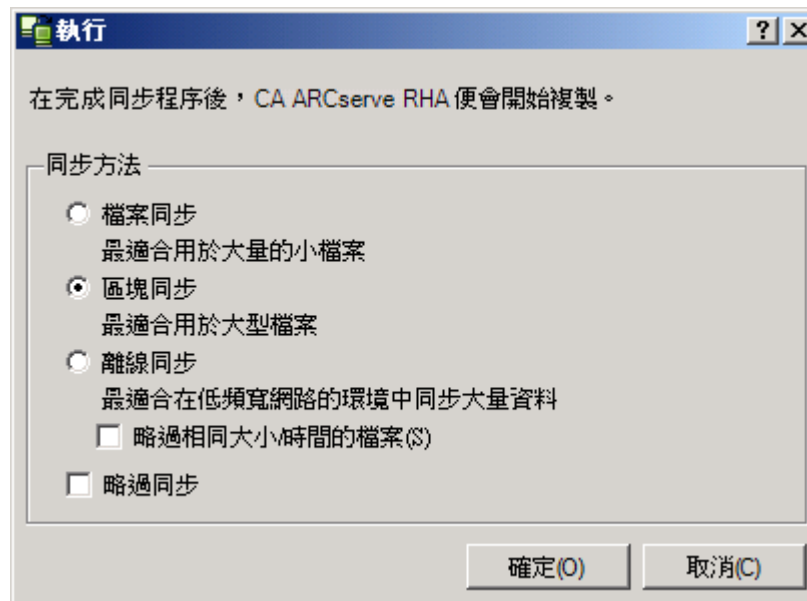 執行
在完成同步程序後，CA ARCserve RHA 便會開始複製。
同步方法
檔案同步
最適合用於大量的小檔案
區塊同步
最適合用於大型檔案
離線同步
最適合在低頻寬網路的環境中同步大量資料
略過相同大小/時間的檔案(S)
略過同步
確定(O) 取消(C)